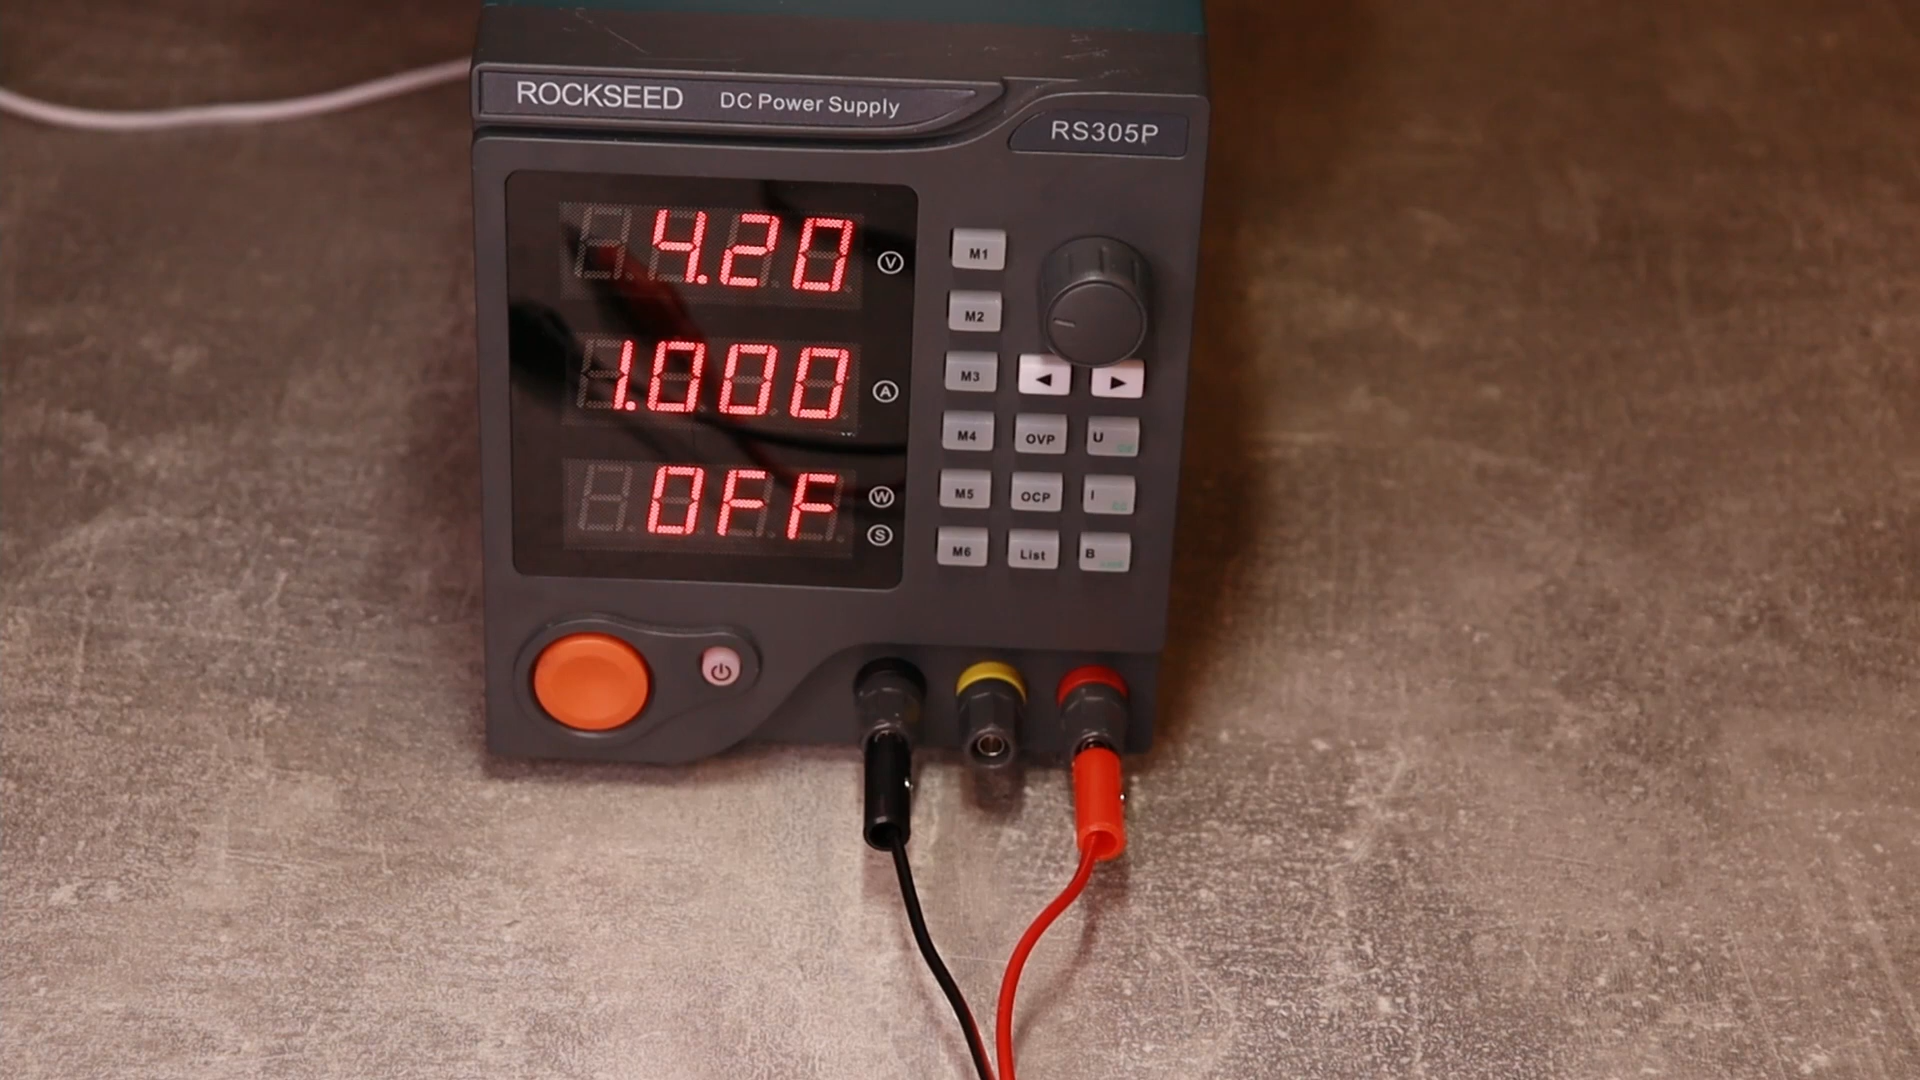 ROCKSEED DC Power Supply
RS305P
4.20 V
1.000 A
OFF W
S
M1
M2
M3 ◀ ▶
M4 OVP U
M5 OCP I
M6 List B